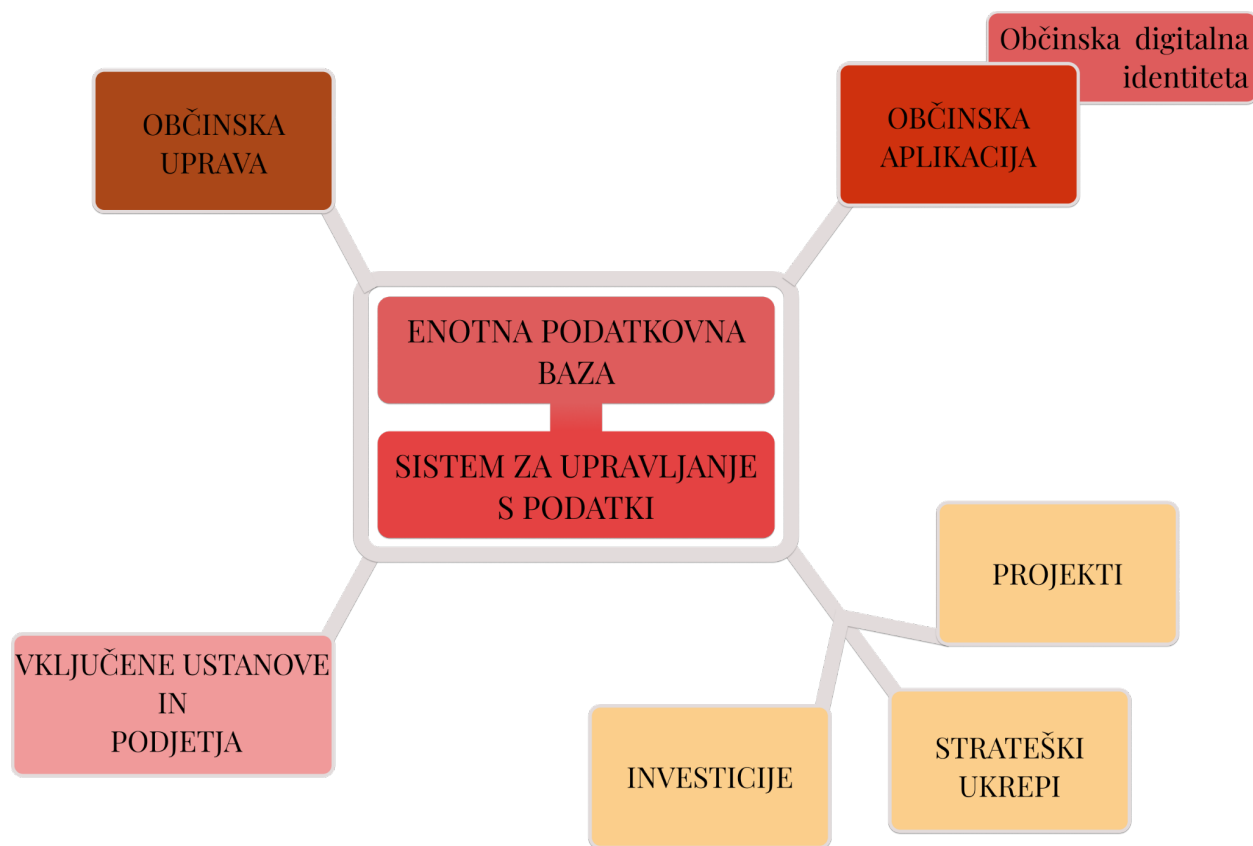 Občinska digitalna
identiteta
OBČINSKA
UPRAVA
OBČINSKA
APLIKACIJA
ENOTNA PODATKOVNA
BAZA
SISTEM ZA UPRAVLJANJE
S PODATKI
PROJEKTI
VKLJUČENE USTANOVE
IN
PODJETJA
INVESTICIJE
STRATEŠKI
UKREPI